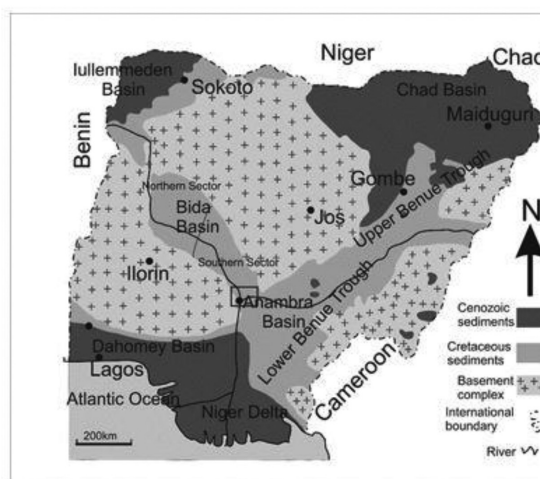 Niger
Chad
Iullemmeden
Basin
Sokoto
Chad Basin
Maiduguri
Benin
Gombe
Northern Sector
Bida
Basin
Upper Benue Trough
Jos
N
Ilorin
Southern Sector
Anambra
Basin
Lower Benue Trough
Cenozoic
sediments
Dahomey Basin
Cretaceous
sediments
Lagos
Cameroon
Basement
complex
Atlantic Ocean
Niger Delta
International
boundary
200km
River